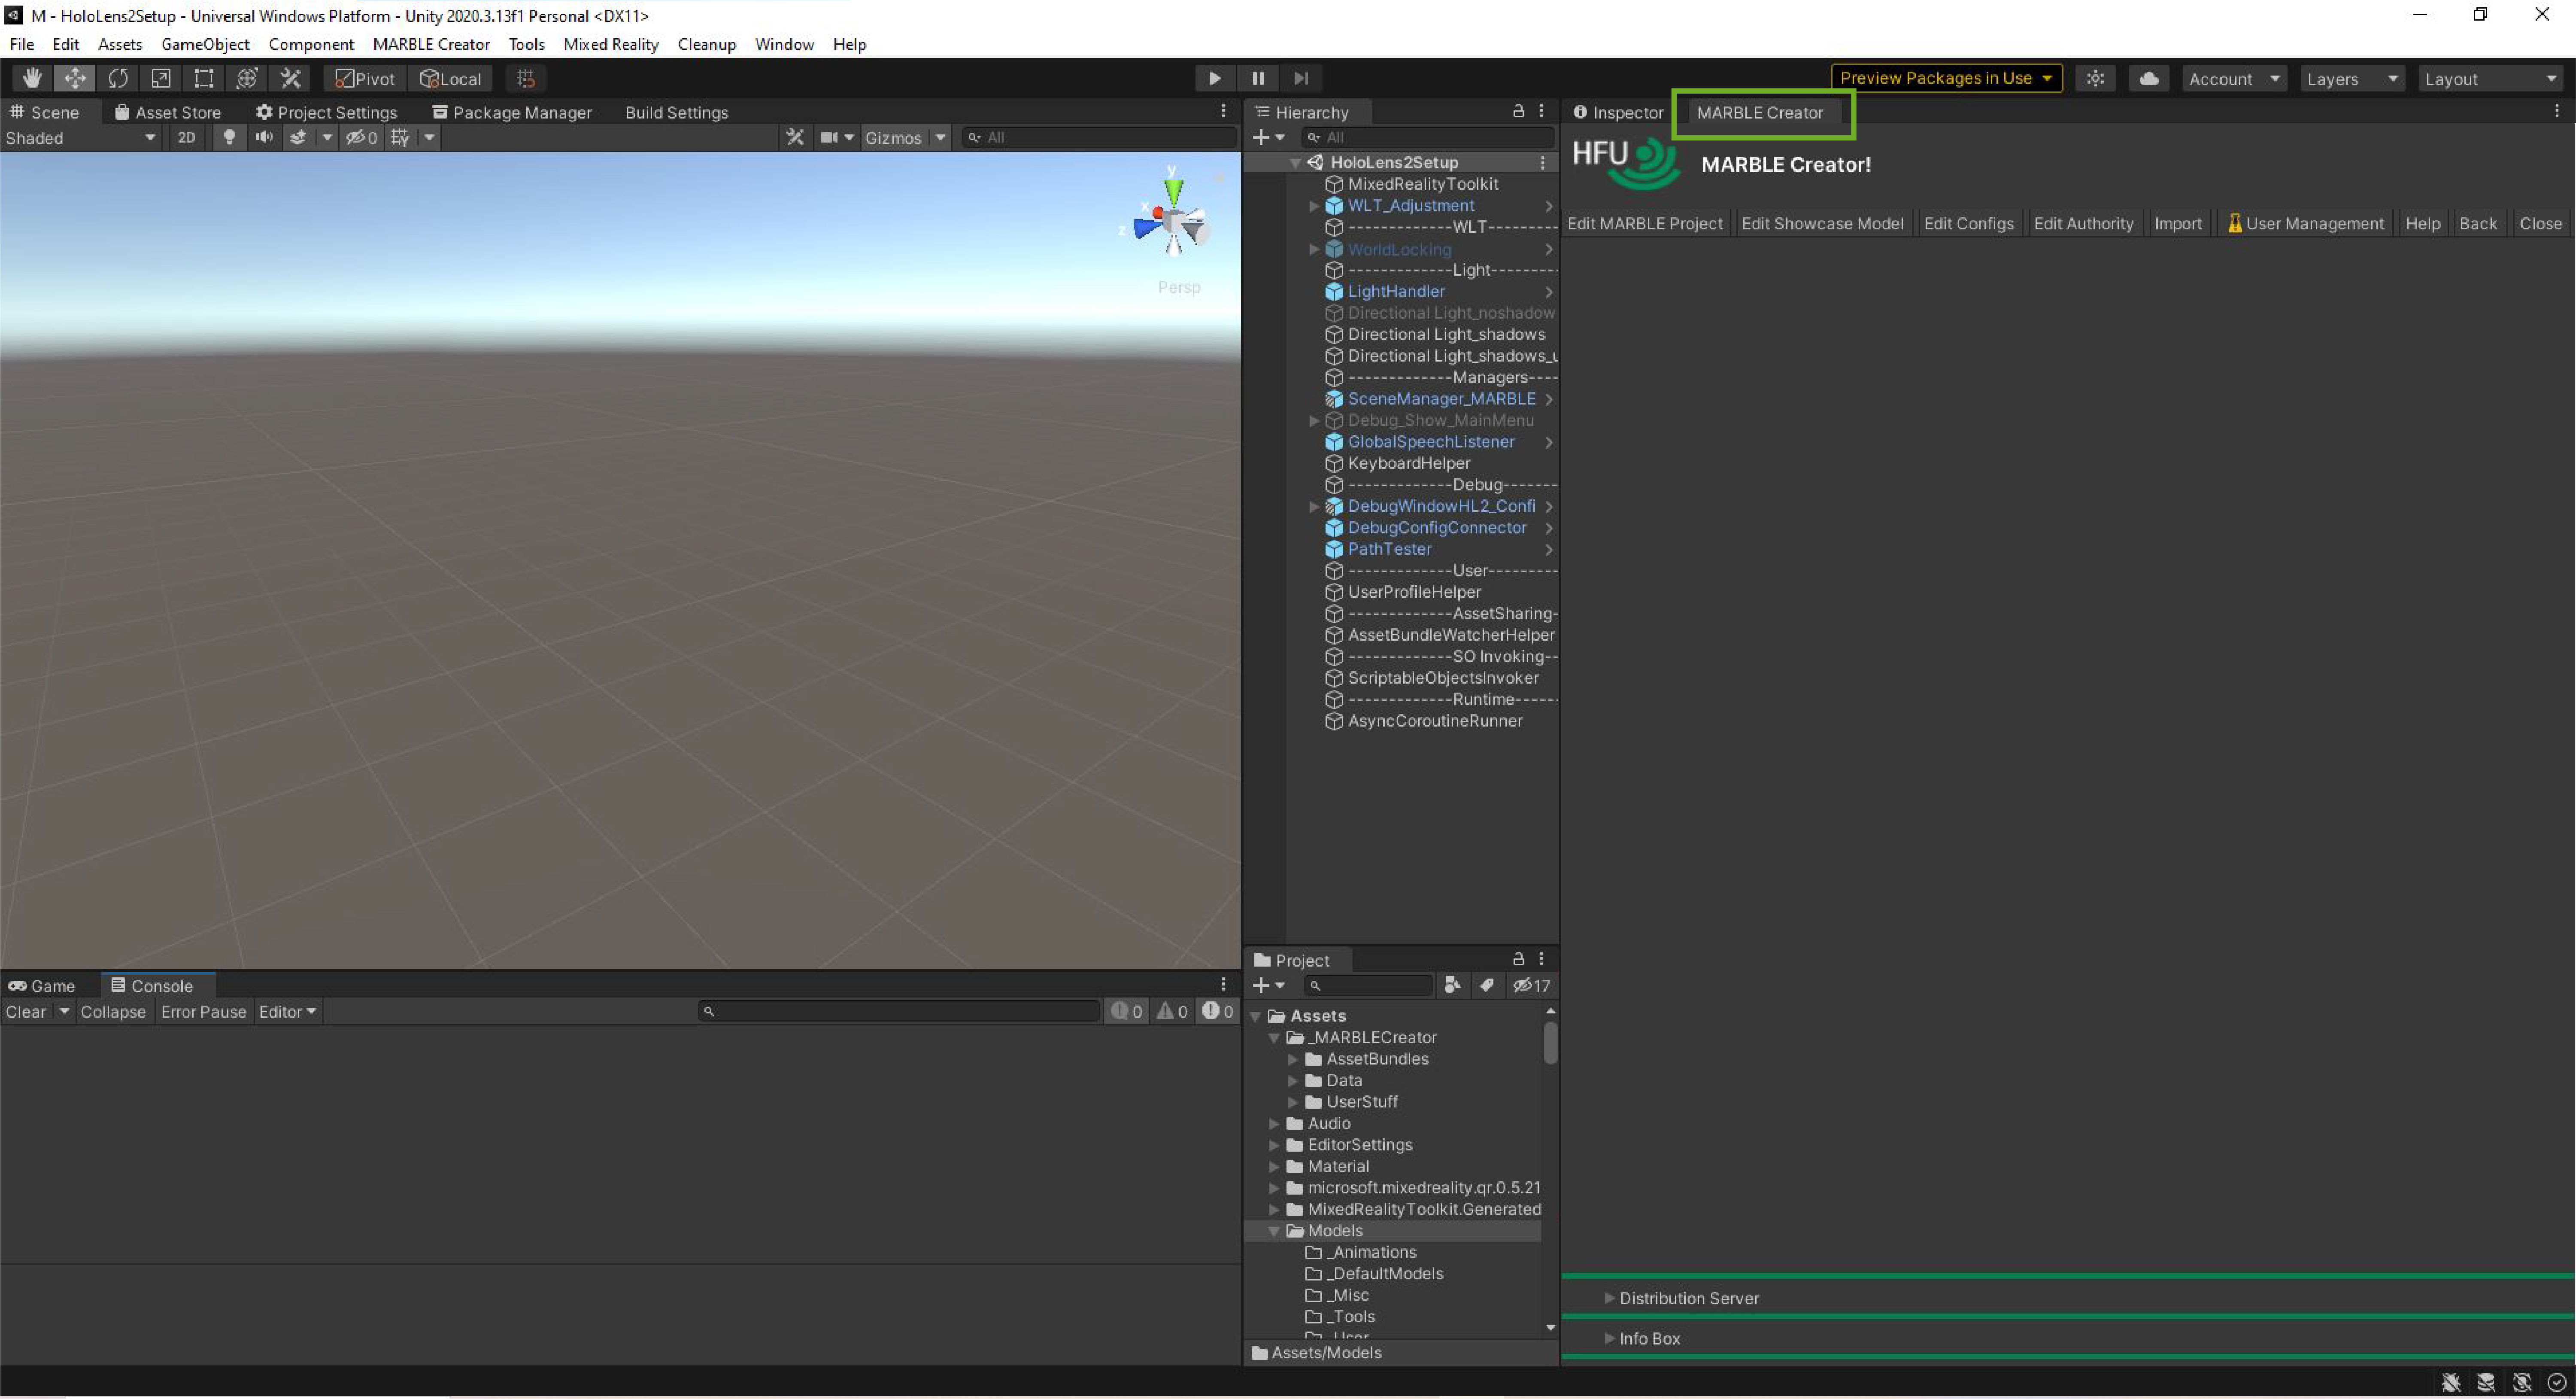 M - HoloLens2Setup - Universal Windows Platform - Unity 2020.3.13f1 Personal <DX11>
File Edit Assets GameObject Component MARBLE Creator Tools Mixed Reality Cleanup Window Help
Pivot Local Preview Packages in Use Account Layers Layout
Scene Asset Store Project Settings Package Manager Build Settings
Shaded 2D 0 Gizmos All
y
x
z
Persp
Game Console
Clear Collapse Error Pause Editor 0 0 0
Hierarchy
All
HoloLens2Setup
MixedRealityToolkit
WLT_Adjustment
-------------WLT---------
WorldLocking
-------------Light--------
LightHandler
Directional Light_noshadow
Directional Light_shadows
Directional Light_shadows_u
-------------Managers----
SceneManager_MARBLE
Debug_Show_MainMenu
GlobalSpeechListener
KeyboardHelper
-------------Debug-------
DebugWindowHL2_Confi
DebugConfigConnector
PathTester
-------------User---------
UserProfileHelper
-------------AssetSharing-
AssetBundleWatcherHelper
-------------SO Invoking--
ScriptableObjectsInvoker
-------------Runtime-----
AsyncCoroutineRunner
Project
17
Assets
_MARBLECreator
AssetBundles
Data
UserStuff
Audio
EditorSettings
Material
microsoft.mixedreality.qr.0.5.21
MixedRealityToolkit.Generated
Models
_Animations
_DefaultModels
_Misc
_Tools
_User
Assets/Models
Inspector MARBLE Creator
HFU MARBLE Creator!
Edit MARBLE Project Edit Showcase Model Edit Configs Edit Authority Import User Management Help Back Close
Distribution Server
Info Box